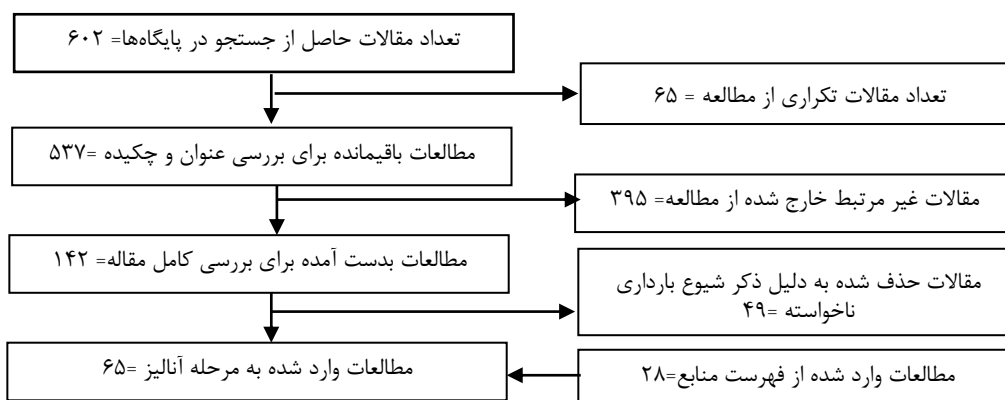 تعداد مقالات حاصل از جستجو در پایگاه‌ها= ۶۰۲
تعداد مقالات تکراری از مطالعه = ۶۵
مطالعات باقیمانده برای بررسی عنوان و چکیده =۵۳۷
مقالات غیر مرتبط خارج شده از مطالعه= ۳۹۵
مطالعات بدست آمده برای بررسی کامل مقاله= ۱۴۲
مقالات حذف شده به دلیل ذکر شیوع بارداری
ناخواسته =۴۹
مطالعات وارد شده به مرحله آنالیز =۶۵
مطالعات وارد شده از فهرست منابع=۲۸